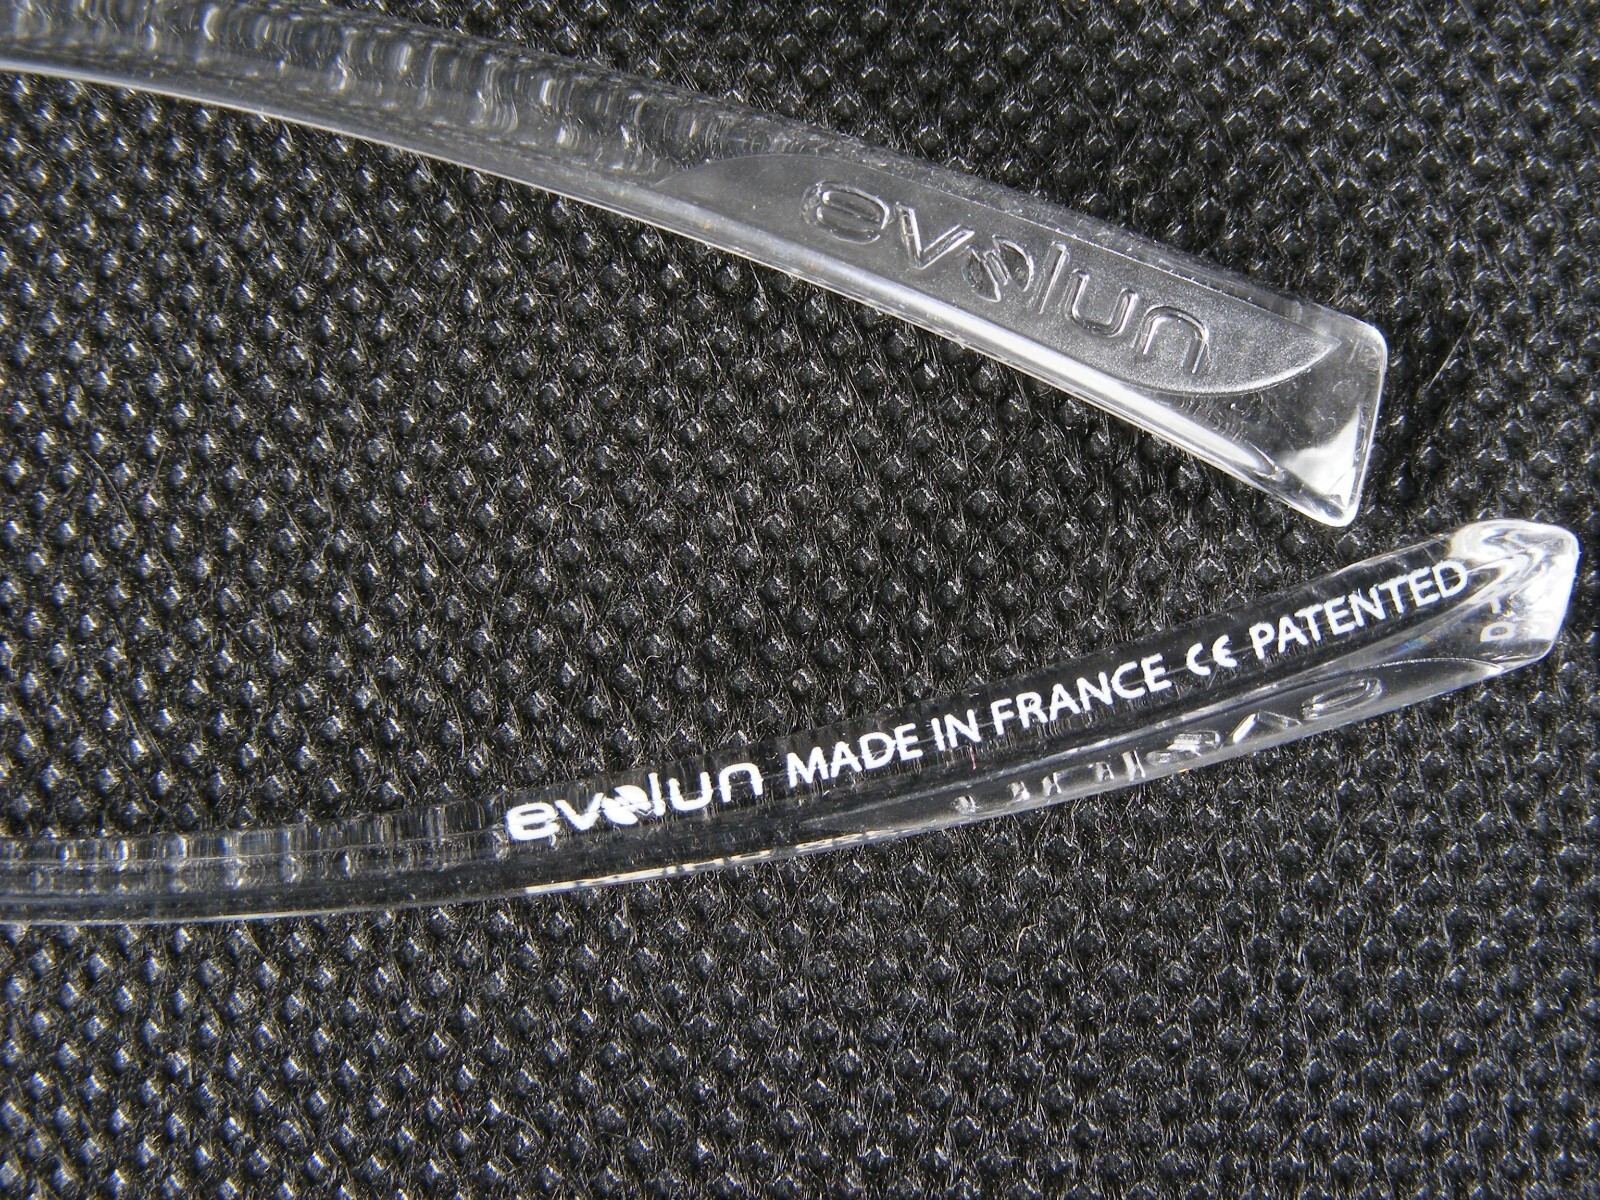 evolun
evolun MADE IN FRANCE CE PATENTED